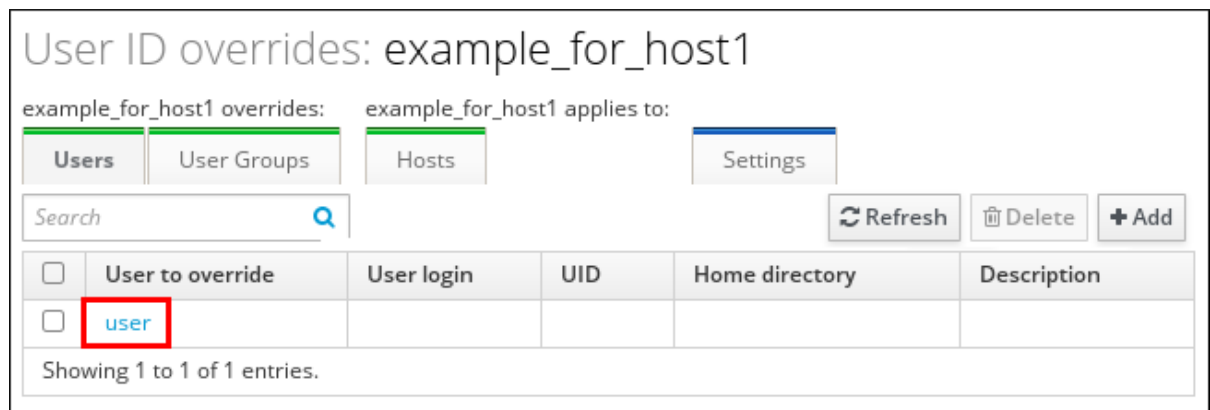 User ID overrides: example_for_host1
example_for_host1 overrides: example_for_host1 applies to:
Users User Groups Hosts Settings
Search Refresh Delete Add
User to override User login UID Home directory Description
user
Showing 1 to 1 of 1 entries.